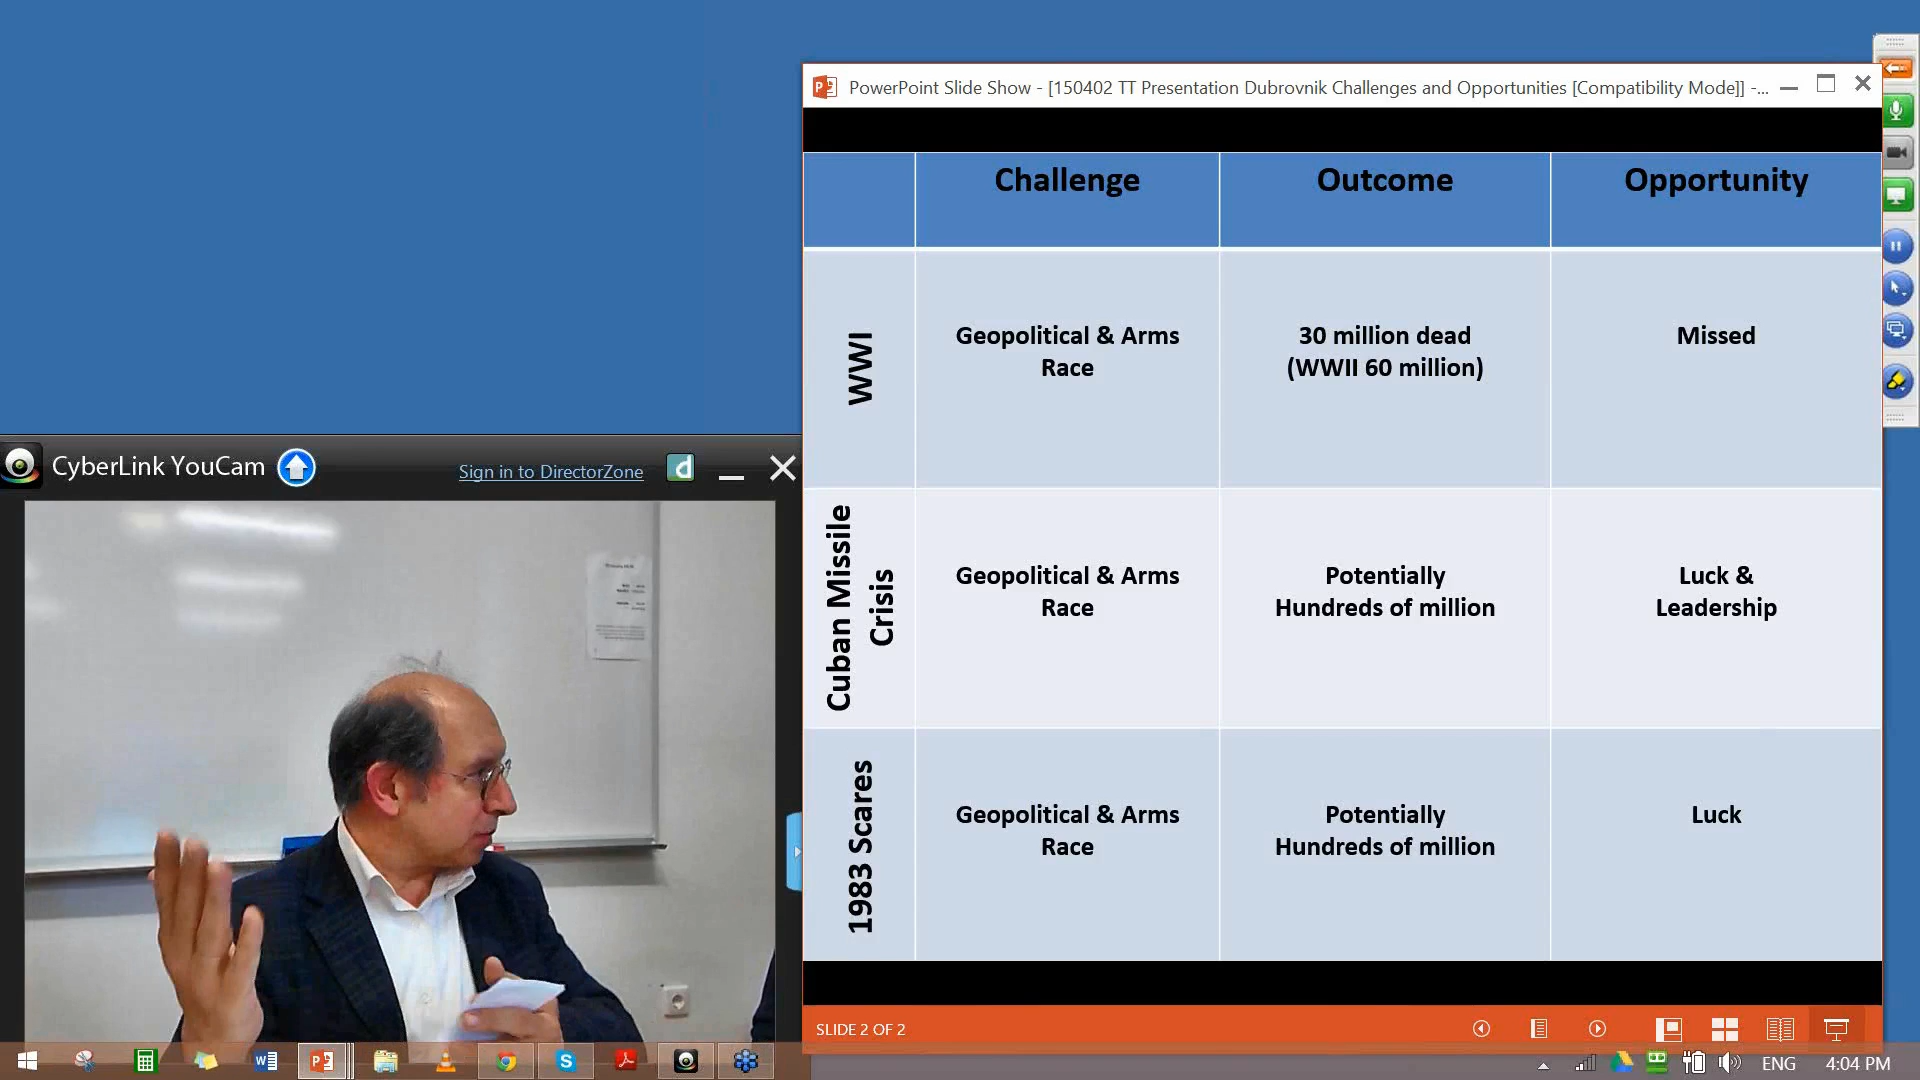 PowerPoint Slide Show - [150402 TT Presentation Dubrovnik Challenges and Opportunities [Compatibility Mode]] -...
Challenge
Outcome
Opportunity
WWI
Geopolitical & Arms
Race
30 million dead
(WWII 60 million)
Missed
Cuban Missile
Crisis
Geopolitical & Arms
Race
Potentially
Hundreds of million
Luck &
Leadership
1983 Scares
Geopolitical & Arms
Race
Potentially
Hundreds of million
Luck
SLIDE 2 OF 2
CyberLink YouCam
Sign in to DirectorZone
ENG
4:04 PM